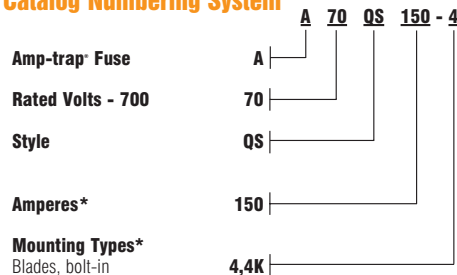 Catalog Numbering System
A 70 QS 150 - 4
Amp-trap® Fuse A
Rated Volts - 700 70
Style QS
Amperes* 150
Mounting Types*
Blades, bolt-in 4,4K